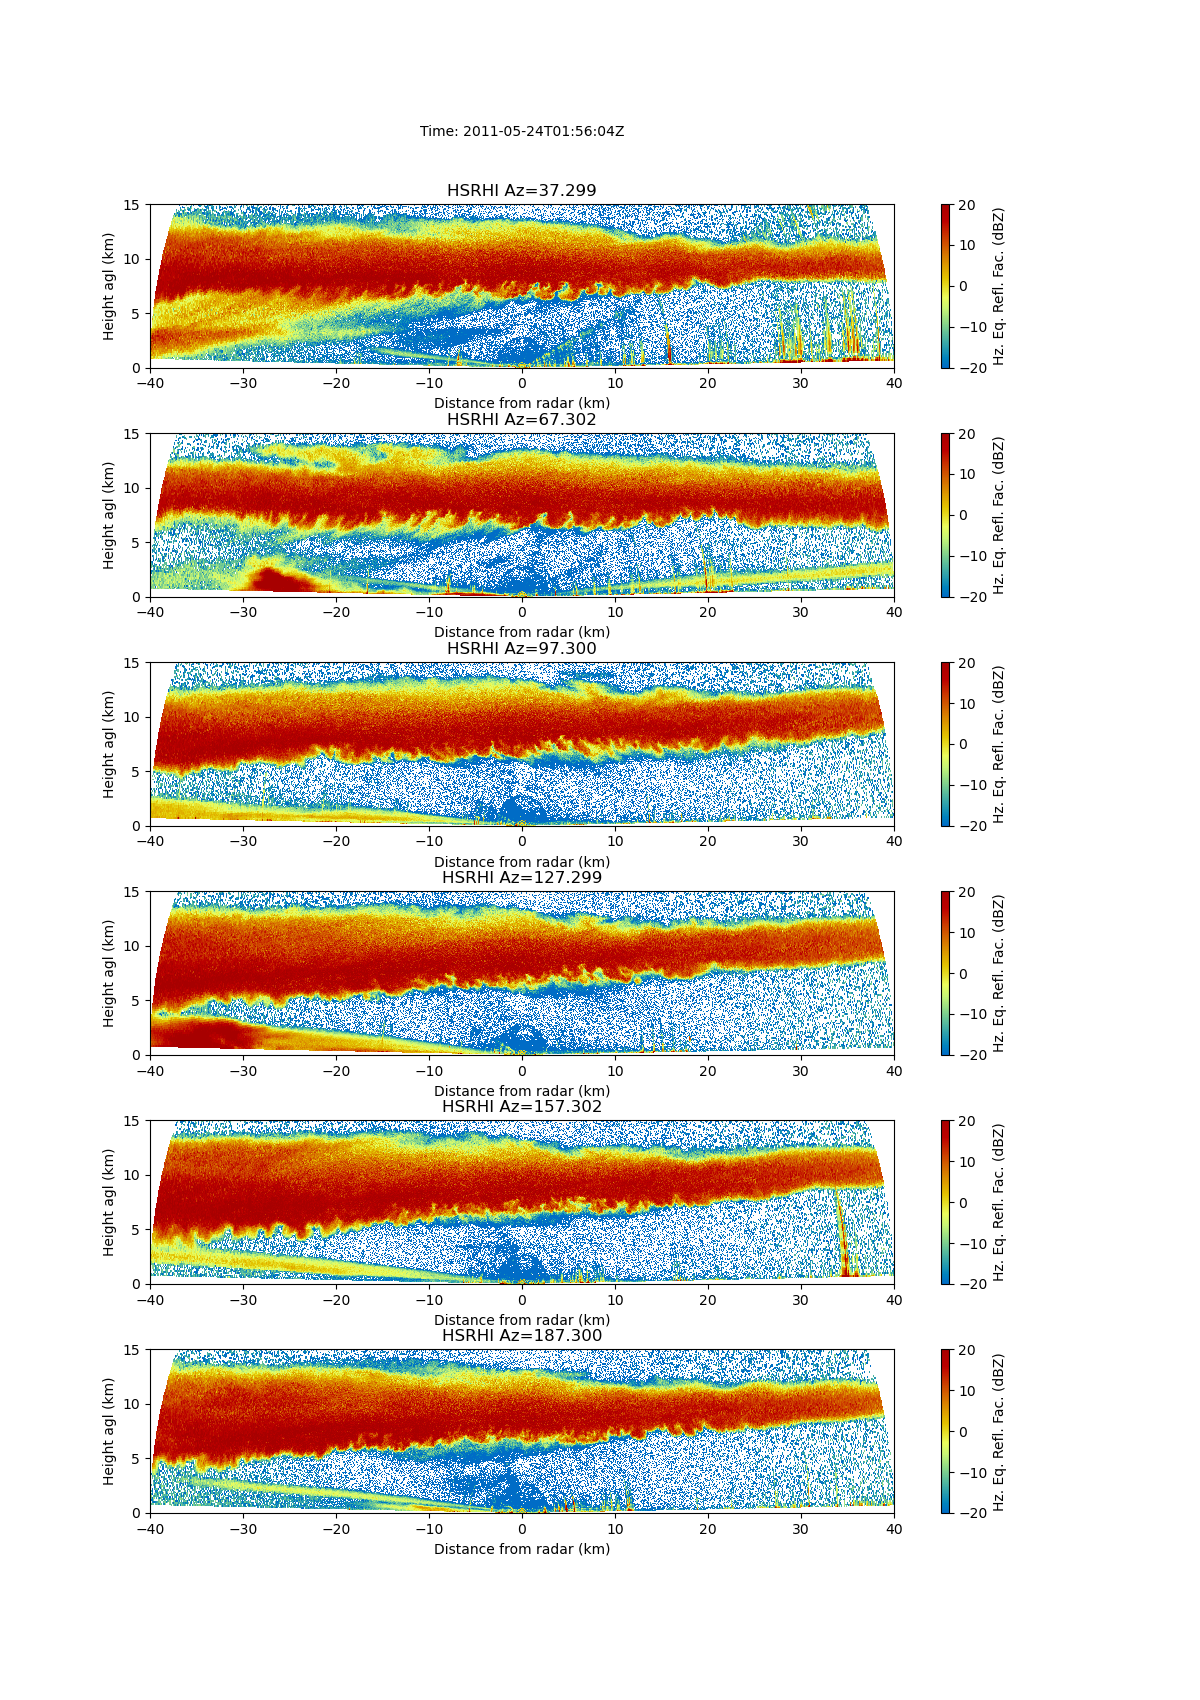 Time: 2011-05-24T01:56:04Z
HSRHI Az=37.299
15
10
5
0
Height agl (km)
−40 −30 −20 −10 0 10 20 30 40
Distance from radar (km)
20
10
0
−10
−20
Hz. Eq. Refl. Fac. (dBZ)
HSRHI Az=67.302
15
10
5
0
Height agl (km)
−40 −30 −20 −10 0 10 20 30 40
Distance from radar (km)
20
10
0
−10
−20
Hz. Eq. Refl. Fac. (dBZ)
HSRHI Az=97.300
15
10
5
0
Height agl (km)
−40 −30 −20 −10 0 10 20 30 40
Distance from radar (km)
20
10
0
−10
−20
Hz. Eq. Refl. Fac. (dBZ)
HSRHI Az=127.299
15
10
5
0
Height agl (km)
−40 −30 −20 −10 0 10 20 30 40
Distance from radar (km)
20
10
0
−10
−20
Hz. Eq. Refl. Fac. (dBZ)
HSRHI Az=157.302
15
10
5
0
Height agl (km)
−40 −30 −20 −10 0 10 20 30 40
Distance from radar (km)
20
10
0
−10
−20
Hz. Eq. Refl. Fac. (dBZ)
HSRHI Az=187.300
15
10
5
0
Height agl (km)
−40 −30 −20 −10 0 10 20 30 40
Distance from radar (km)
20
10
0
−10
−20
Hz. Eq. Refl. Fac. (dBZ)